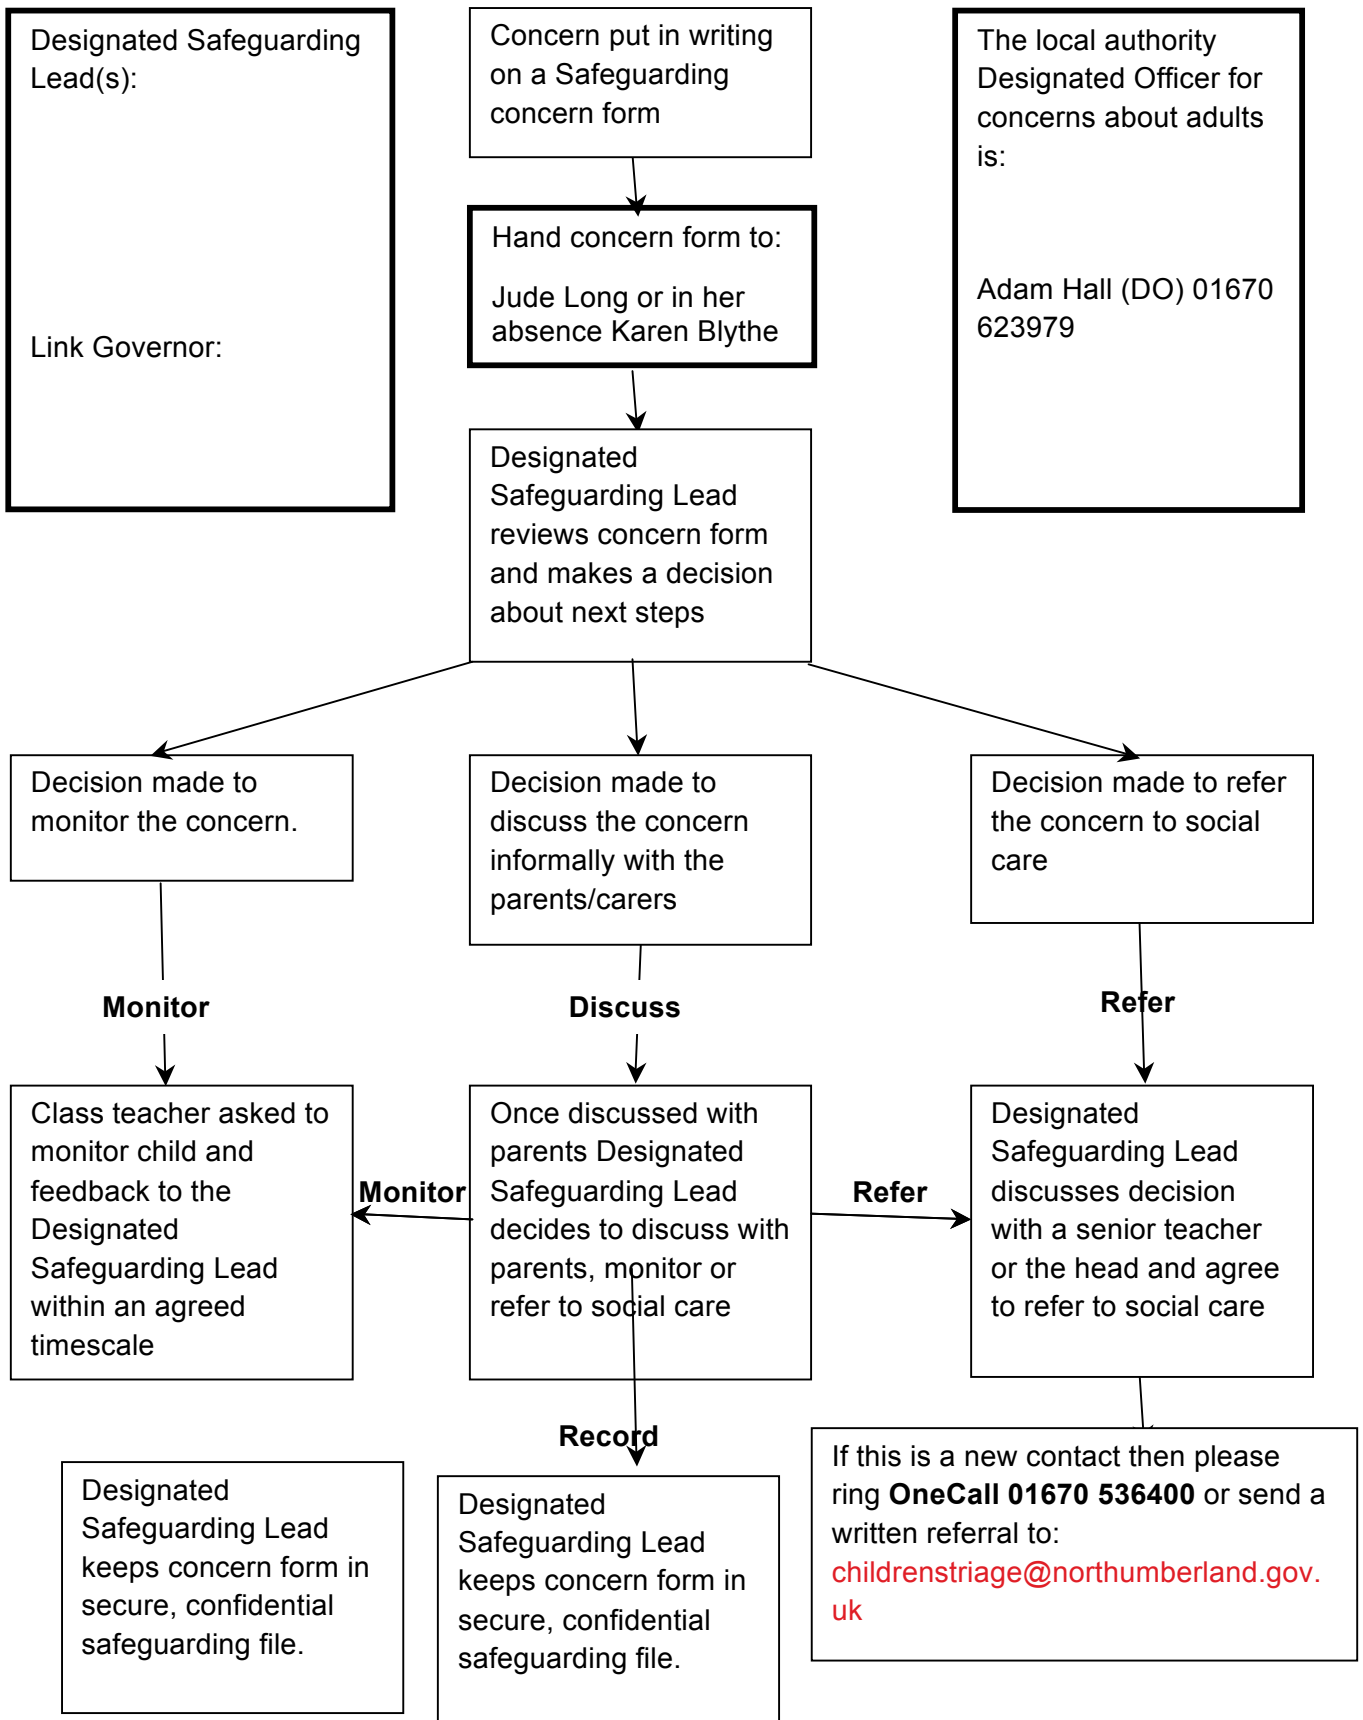 Designated Safeguarding
Lead(s):
Link Governor:
Concern put in writing
on a Safeguarding
concern form
The local authority
Designated Officer for
concerns about adults
is:
Adam Hall (DO) 01670
623979
Hand concern form to:
Jude Long or in her
absence Karen Blythe
Designated
Safeguarding Lead
reviews concern form
and makes a decision
about next steps
Decision made to
monitor the concern.
Decision made to
discuss the concern
informally with the
parents/carers
Decision made to refer
the concern to social
care
Monitor
Discuss
Refer
Class teacher asked to
monitor child and
feedback to the
Designated
Safeguarding Lead
within an agreed
timescale
Monitor
Once discussed with
parents Designated
Safeguarding Lead
decides to discuss with
parents, monitor or
refer to social care
Refer
Designated
Safeguarding Lead
discusses decision
with a senior teacher
or the head and agree
to refer to social care
Record
Designated
Safeguarding Lead
keeps concern form in
secure, confidential
safeguarding file.
Designated
Safeguarding Lead
keeps concern form in
secure, confidential
safeguarding file.
If this is a new contact then please
ring OneCall 01670 536400 or send a
written referral to:
childrenstriage@northumberland.gov.
uk